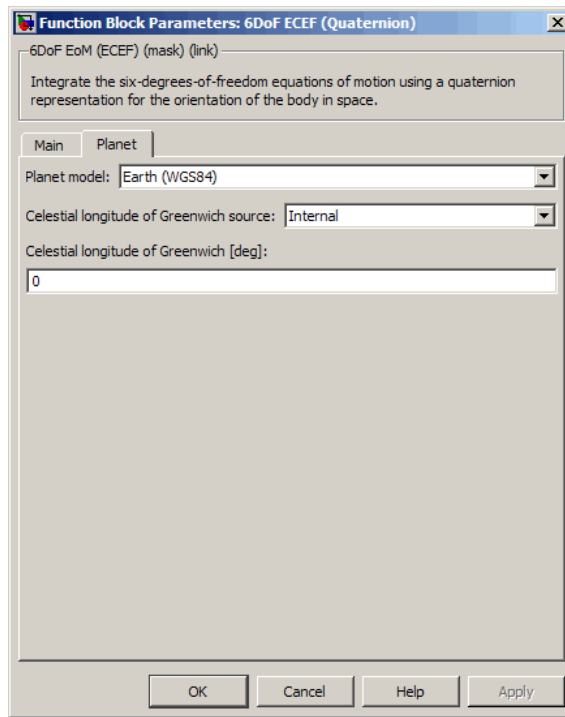 Function Block Parameters: 6DoF ECEF (Quaternion)
6DoF EoM (ECEF) (mask) (link)
Integrate the six-degrees-of-freedom equations of motion using a quaternion
representation for the orientation of the body in space.
Main Planet
Planet model: Earth (WGS84)
Celestial longitude of Greenwich source: Internal
Celestial longitude of Greenwich [deg]:
0
OK Cancel Help Apply